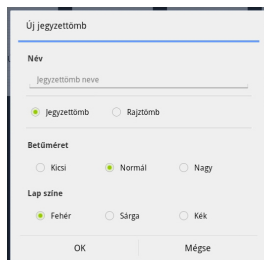 Új jegyzettömb
Név
Jegyzettömb neve
Jegyzettömb Rajztömb
Betűméret
Kicsi Normál Nagy
Lap színe
Fehér Sárga Kék
OK Mégse